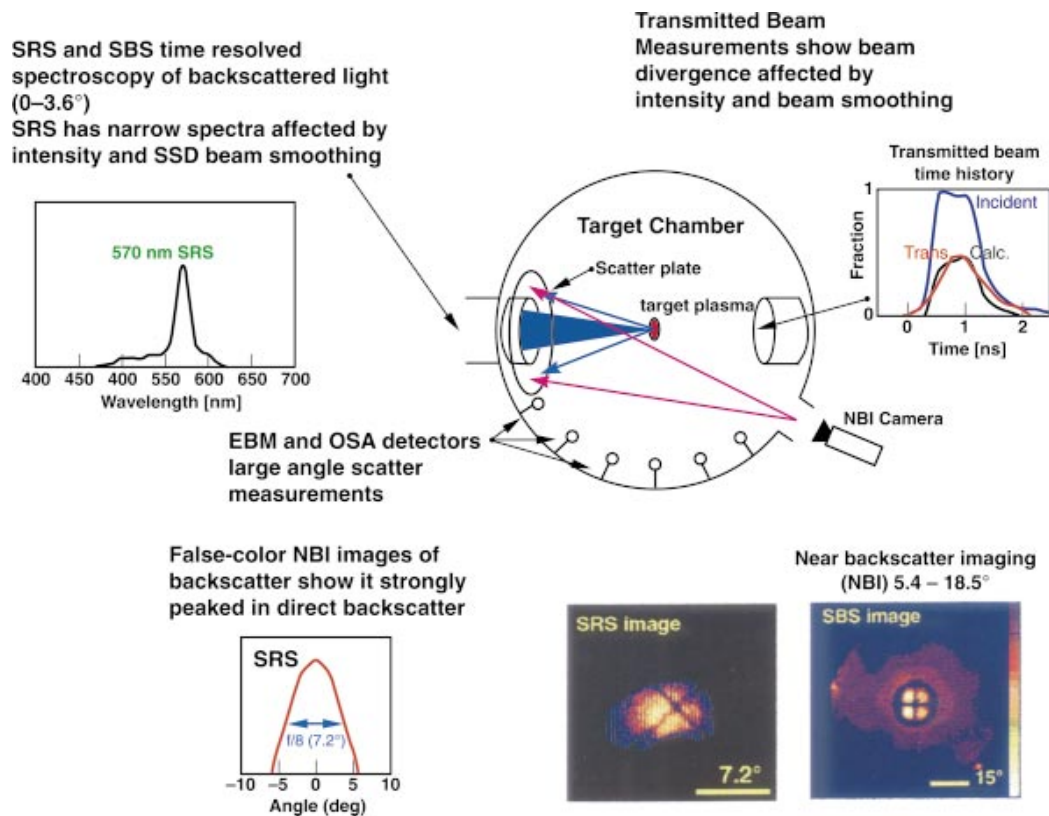 SRS and SBS time resolved
spectroscopy of backscattered light
(0–3.6°)
SRS has narrow spectra affected by
intensity and SSD beam smoothing
Transmitted Beam
Measurements show beam
divergence affected by
intensity and beam smoothing
Transmitted beam
time history
1
Incident
Fraction
0.5
Trans.
Calc.
0
0
1
2
Time [ns]
570 nm SRS
400 450 500 550 600 650 700
Wavelength [nm]
Target Chamber
Scatter plate
target plasma
NBI Camera
EBM and OSA detectors
large angle scatter
measurements
False-color NBI images of
backscatter show it strongly
peaked in direct backscatter
SRS
f/8 (7.2°)
–10 –5 0 5 10
Angle (deg)
Near backscatter imaging
(NBI) 5.4 – 18.5°
SRS image
7.2°
SBS image
15°